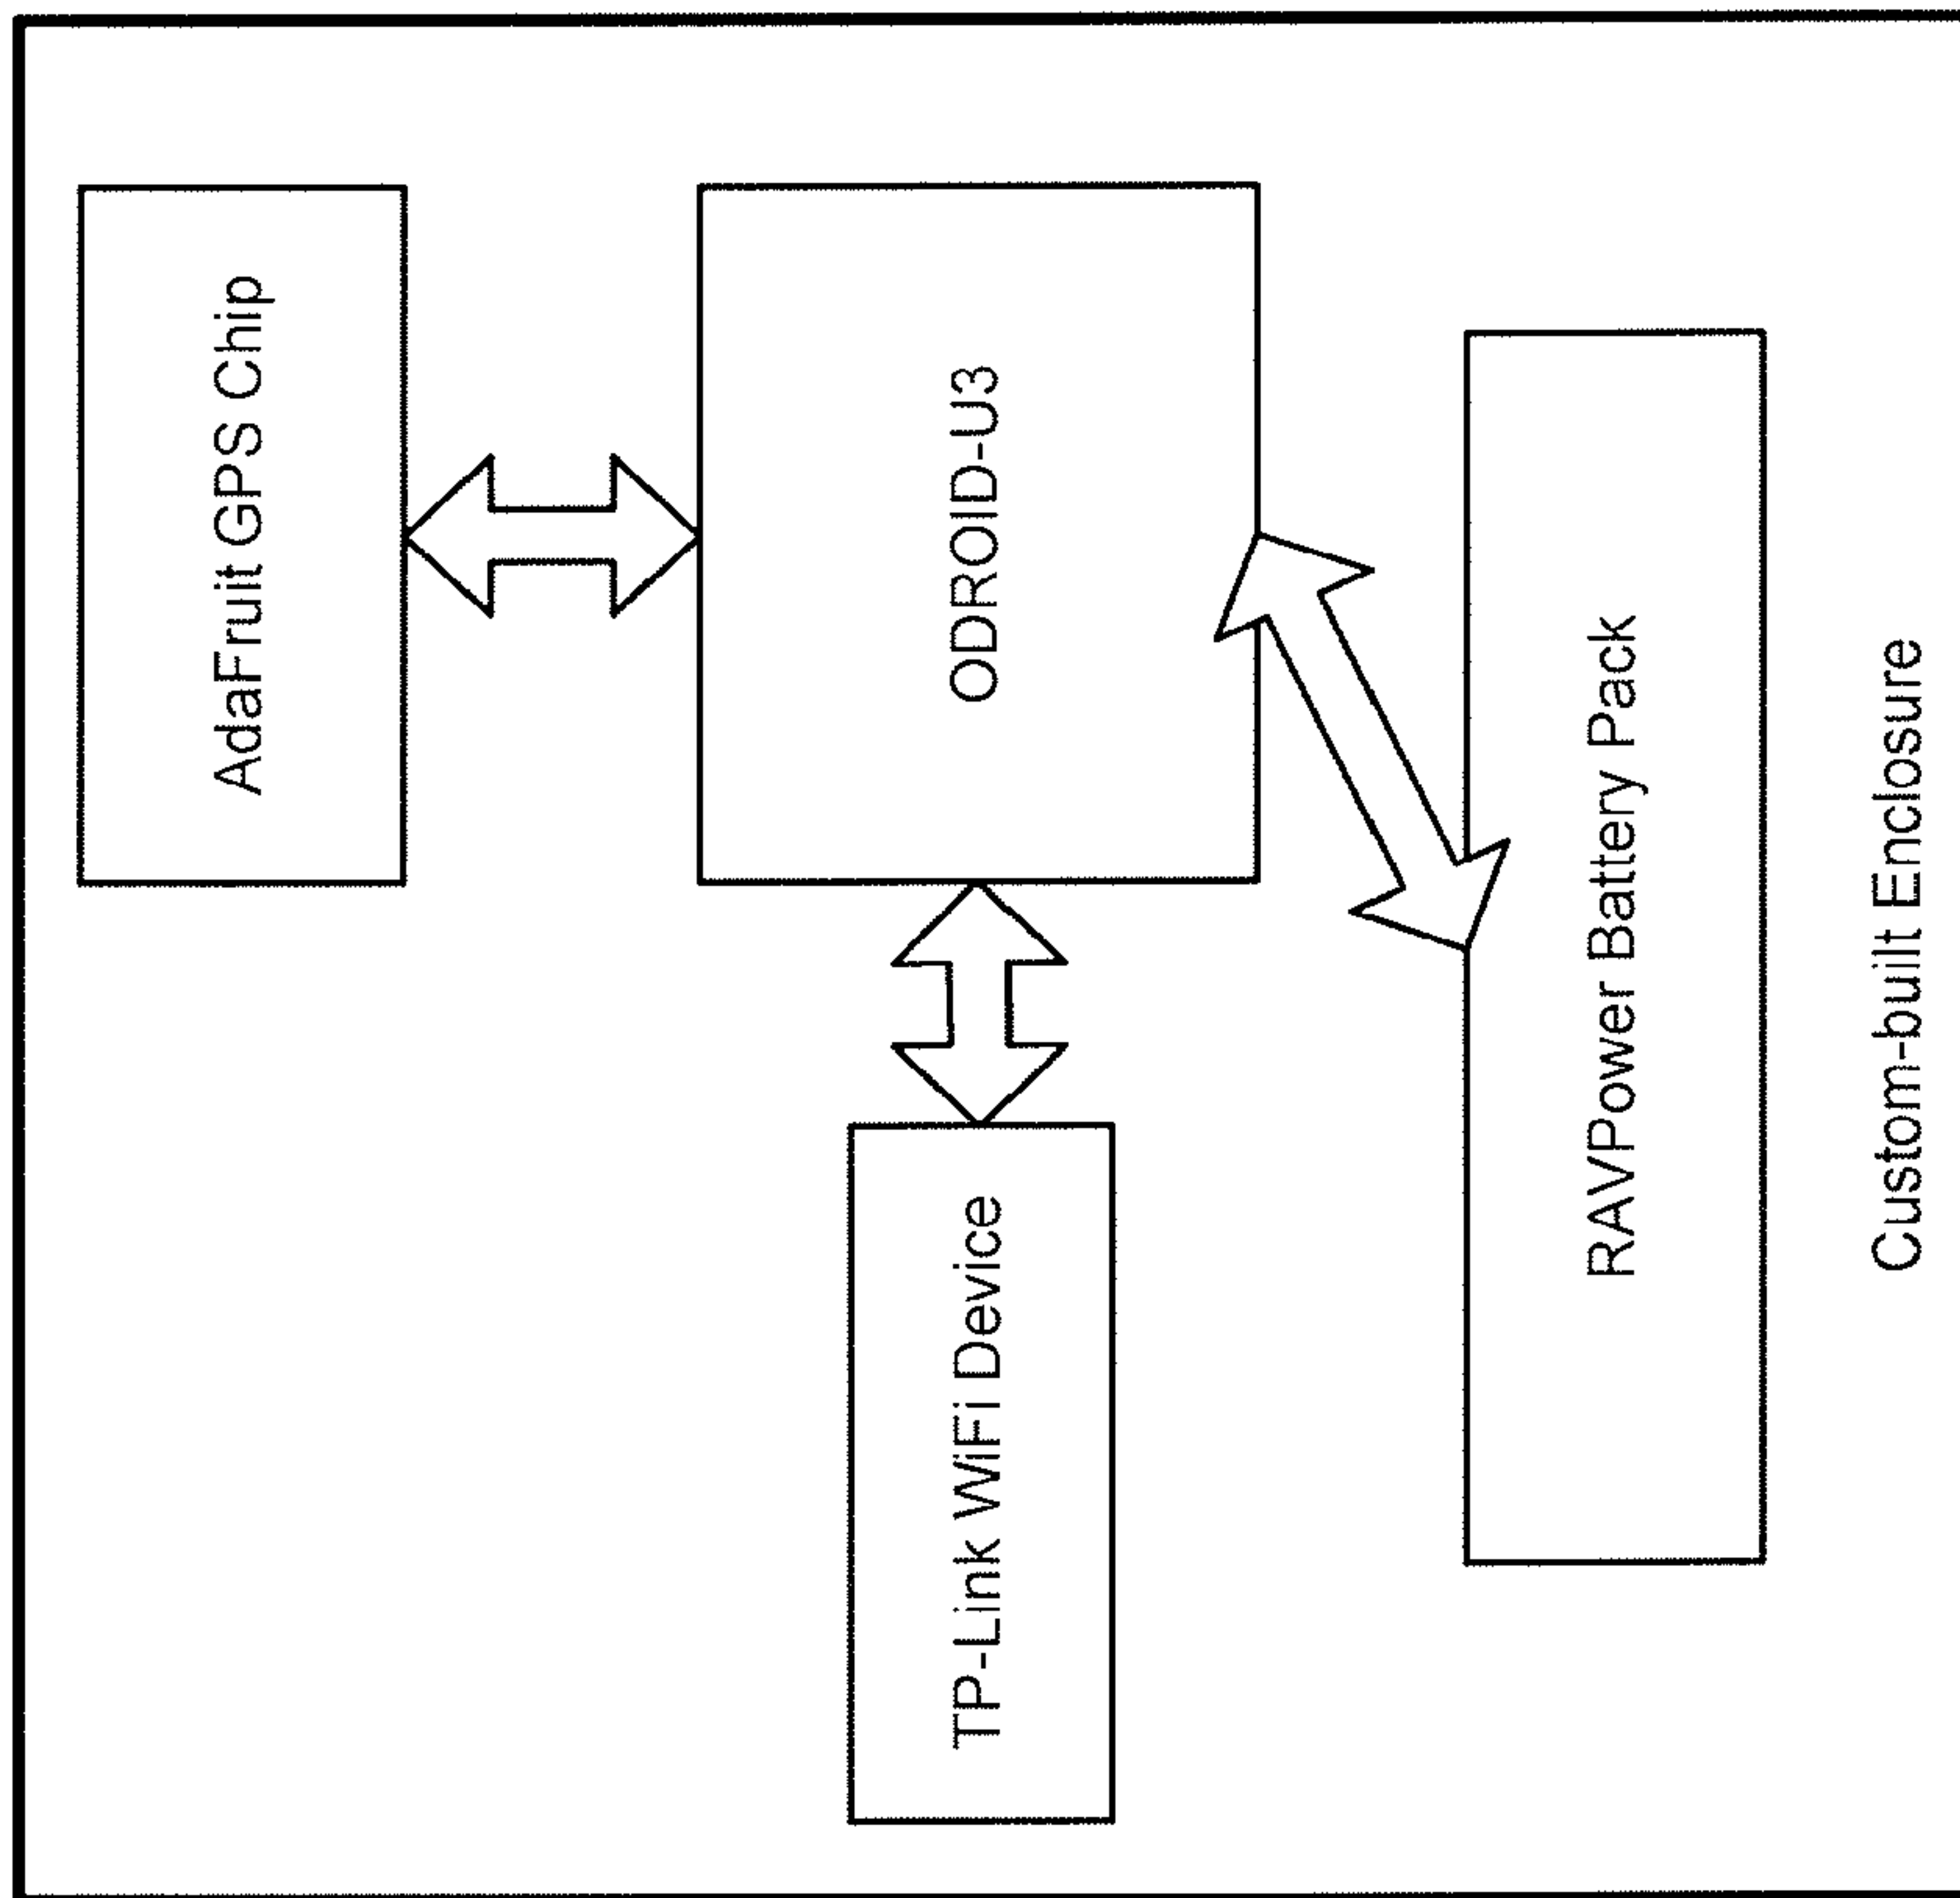 AdaFruit GPS Chip
TP-Link WiFi Device
ODROID-U3
RAVPower Battery Pack
Custom-built Enclosure